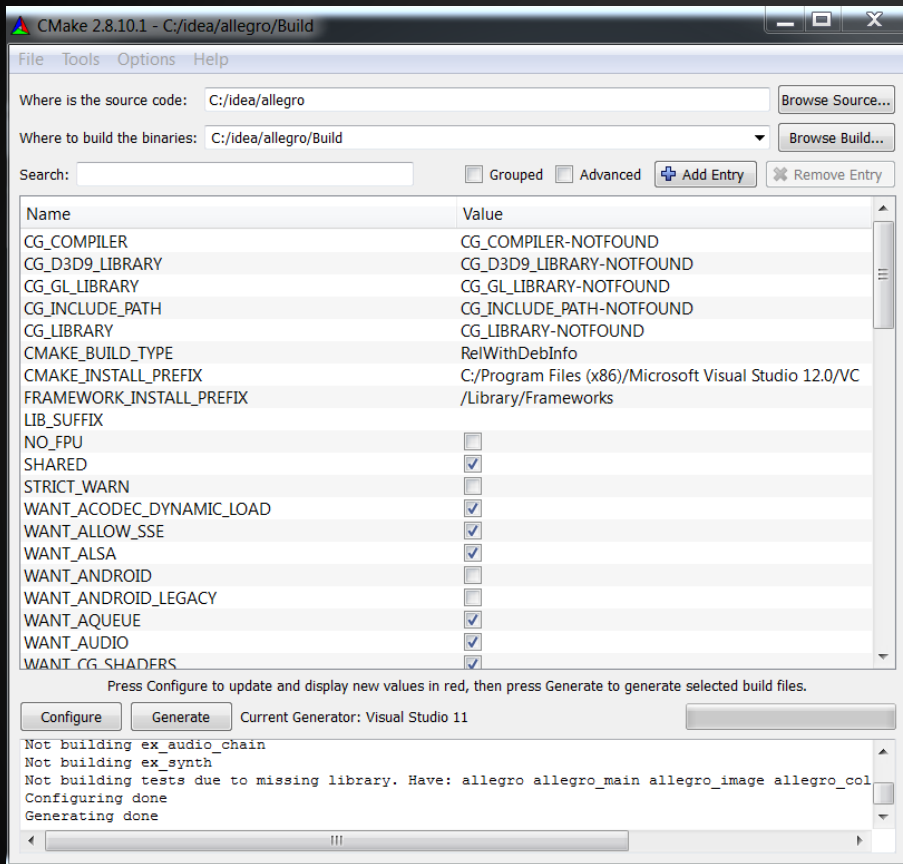 CMake 2.8.10.1 - C:/idea/allegro/Build
File Tools Options Help
Where is the source code: C:/idea/allegro Browse Source...
Where to build the binaries: C:/idea/allegro/Build Browse Build...
Search: Grouped Advanced Add Entry Remove Entry
Name Value
CG_COMPILER CG_COMPILER-NOTFOUND
CG_D3D9_LIBRARY CG_D3D9_LIBRARY-NOTFOUND
CG_GL_LIBRARY CG_GL_LIBRARY-NOTFOUND
CG_INCLUDE_PATH CG_INCLUDE_PATH-NOTFOUND
CG_LIBRARY CG_LIBRARY-NOTFOUND
CMAKE_BUILD_TYPE RelWithDebInfo
CMAKE_INSTALL_PREFIX C:/Program Files (x86)/Microsoft Visual Studio 12.0/VC
FRAMEWORK_INSTALL_PREFIX /Library/Frameworks
LIB_SUFFIX
NO_FPU
SHARED
STRICT_WARN
WANT_ACODEC_DYNAMIC_LOAD
WANT_ALLOW_SSE
WANT_ALSA
WANT_ANDROID
WANT_ANDROID_LEGACY
WANT_AQUEUE
WANT_AUDIO
WANT_CG_SHADERS
Press Configure to update and display new values in red, then press Generate to generate selected build files.
Configure Generate Current Generator: Visual Studio 11
Not building ex_audio_chain
Not building ex_synth
Not building tests due to missing library. Have: allegro allegro_main allegro_image allegro_col
Configuring done
Generating done